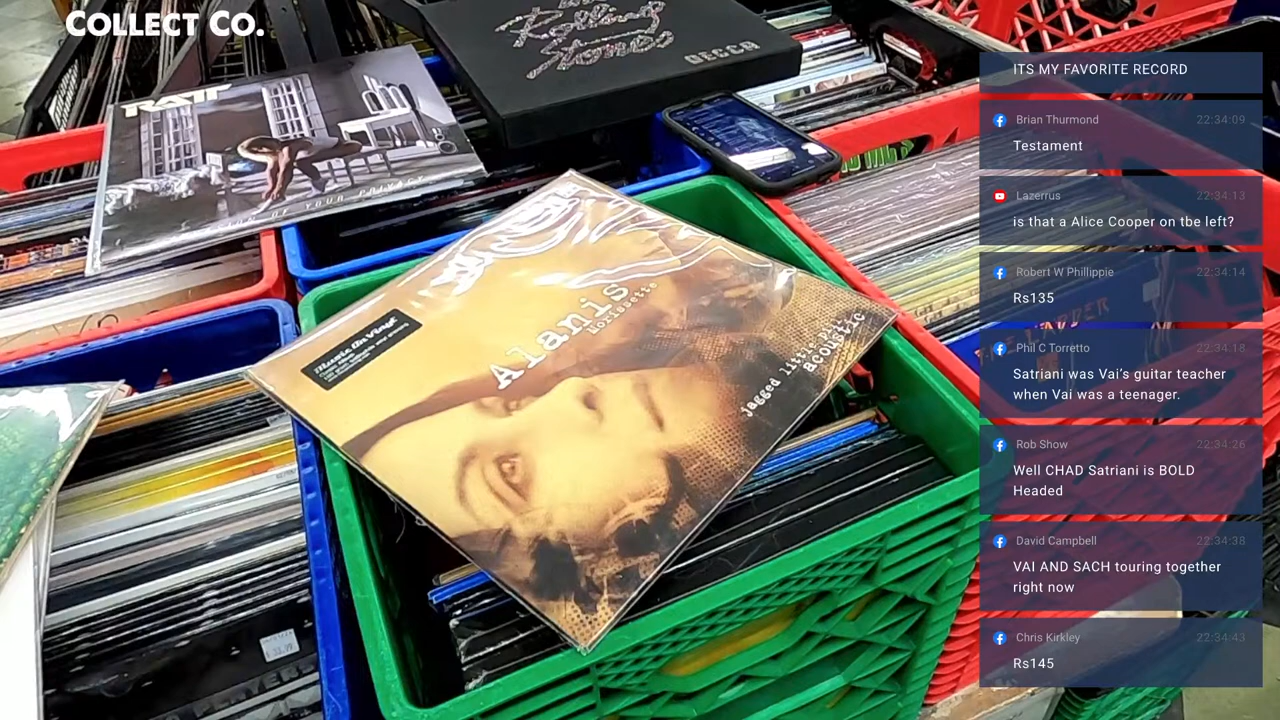 COLLECT CO.
The Rolling Stones
DECCA
RATT
INVASION OF YOUR PRIVACY
Music On Vinyl
Alanis
Morissette
jagged little pill
acoustic
ITS MY FAVORITE RECORD
Brian Thurmond 22:34:09
Testament
Lazerrus 22:34:13
is that a Alice Cooper on tbe left?
Robert W Phillippie 22:34:14
Rs135
Phil C Torretto 22:34:18
Satriani was Vai's guitar teacher
when Vai was a teenager.
Rob Show 22:34:26
Well CHAD Satriani is BOLD
Headed
David Campbell 22:34:38
VAI AND SACH touring together
right now
Chris Kirkley 22:34:43
Rs145